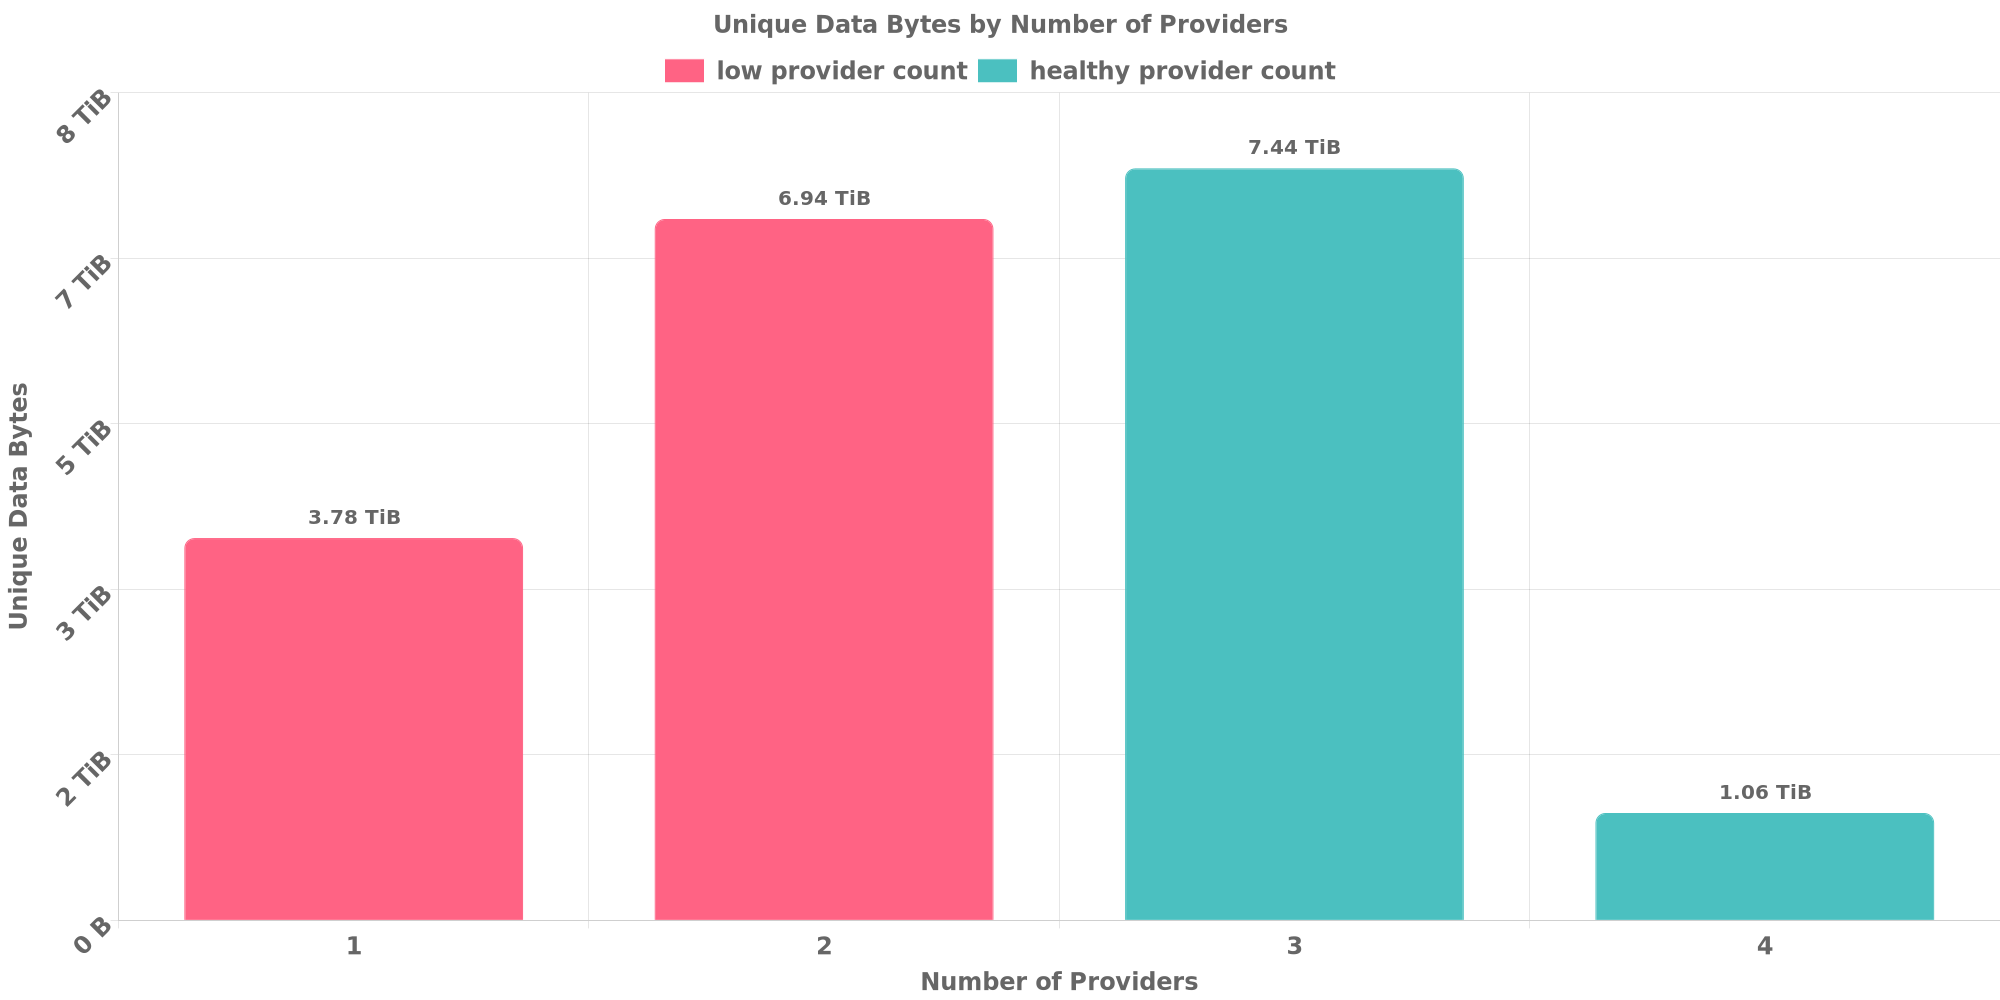 Unique Data Bytes by Number of Providers
low provider count healthy provider count
8 TiB
7 TiB
5 TiB
3 TiB
2 TiB
0 B
Unique Data Bytes
3.78 TiB
6.94 TiB
7.44 TiB
1.06 TiB
1 2 3 4
Number of Providers